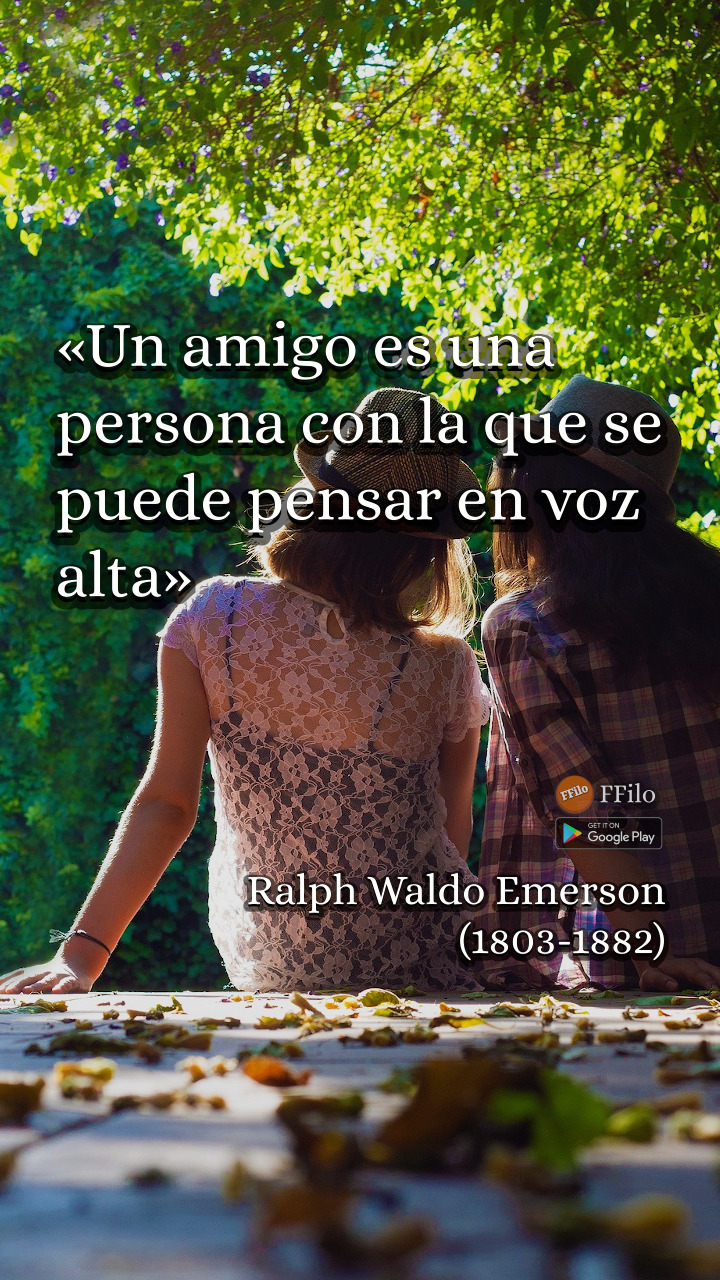 «Un amigo es una
persona con la que se
puede pensar en voz
alta»
FFilo FFilo
GET IT ON
Google Play
Ralph Waldo Emerson
(1803-1882)